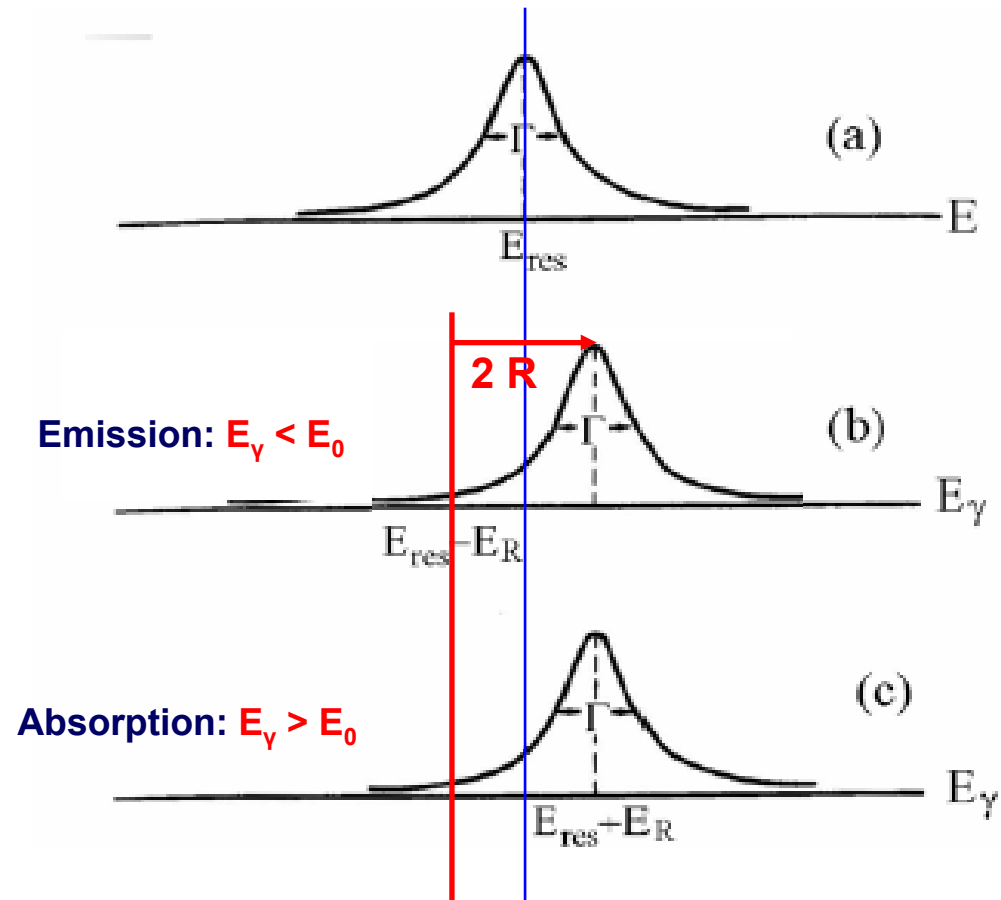 Γ
(a)
E
E_res
2 R
Emission: E_γ < E_0
Γ
(b)
E_γ
E_res-E_R
Absorption: E_γ > E_0
Γ
(c)
E_γ
E_res+E_R